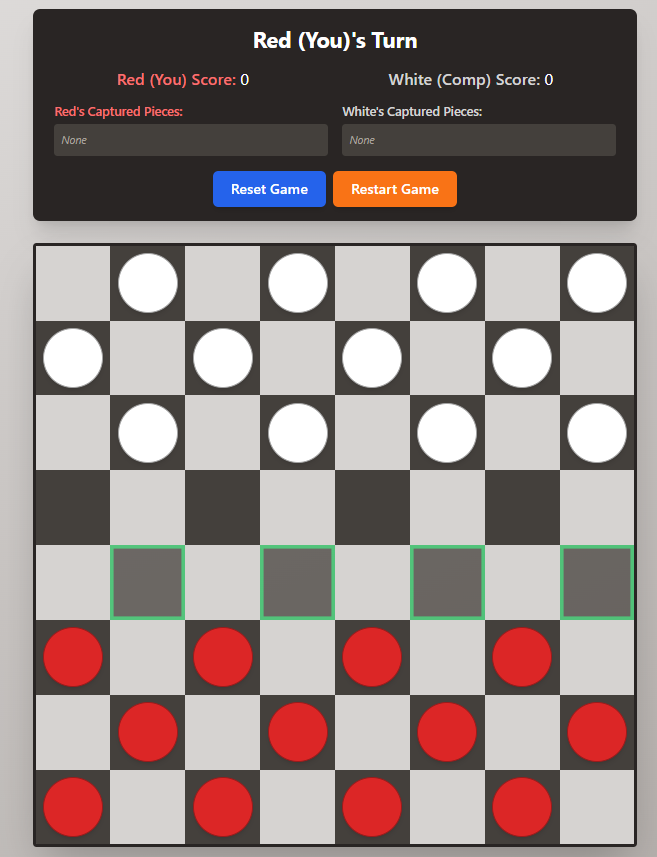 Red (You)'s Turn
Red (You) Score: 0
White (Comp) Score: 0
Red's Captured Pieces:
White's Captured Pieces:
None
None
Reset Game
Restart Game